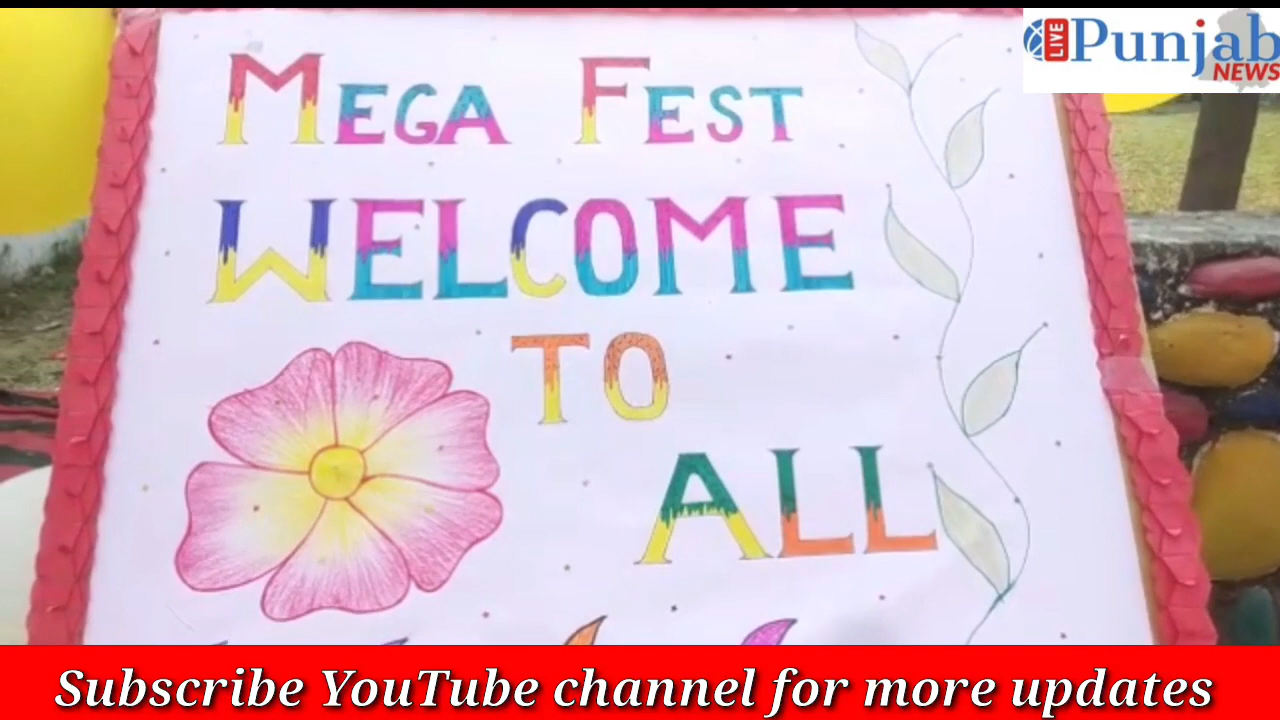 LIVE Punjab
NEWS
MEGA FEST
WELCOME
TO
ALL
Subscribe YouTube channel for more updates